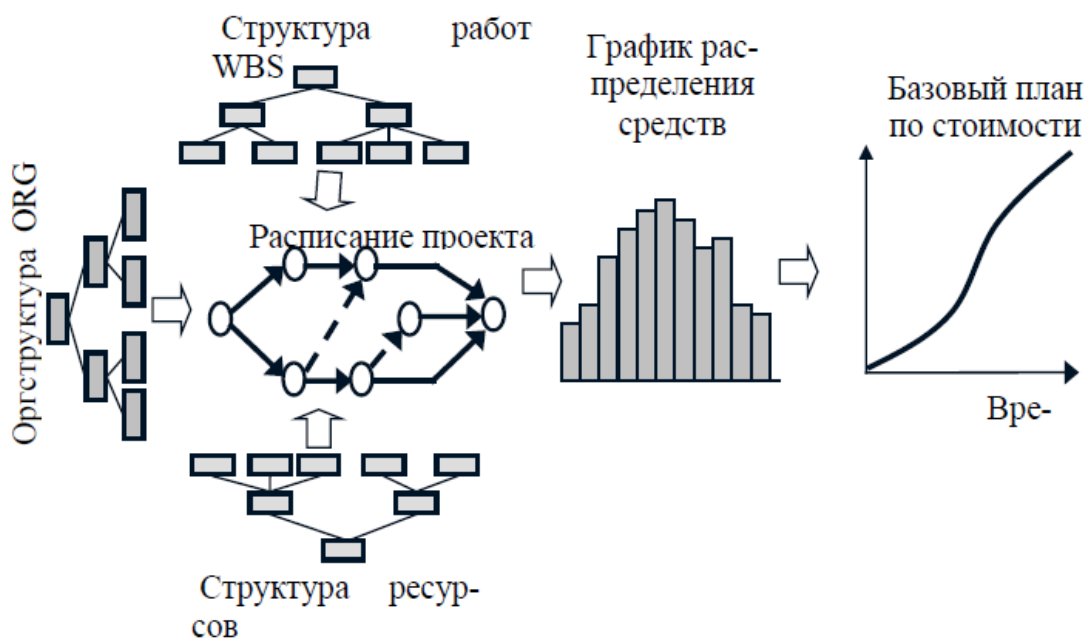 Структура работ
WBS
График рас-
пределения
средств
Базовый план
по стоимости
Оргструктура ORG
Расписание проекта
Вре-
Структура ресур-
сов